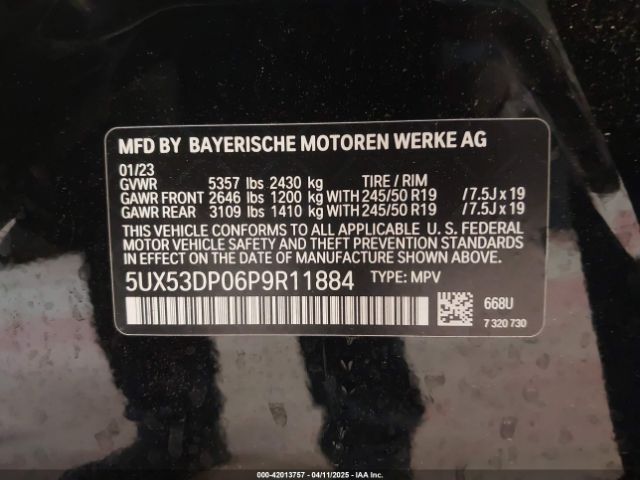 MFD BY BAYERISCHE MOTOREN WERKE AG
01/23
GVWR 5357 lbs 2430 kg TIRE / RIM
GAWR FRONT 2646 lbs 1200 kg WITH 245/50 R19 / 7.5J x 19
GAWR REAR 3109 lbs 1410 kg WITH 245/50 R19 / 7.5J x 19
THIS VEHICLE CONFORMS TO ALL APPLICABLE U.S. FEDERAL
MOTOR VEHICLE SAFETY STANDARDS IN EFFECT ON THE DATE
OF MANUFACTURE SHOWN ABOVE.
5UX53DP06P9R11884 TYPE: MPV
668U
7 320 730
000-42013757 - 04/11/2025 - IAA Inc.